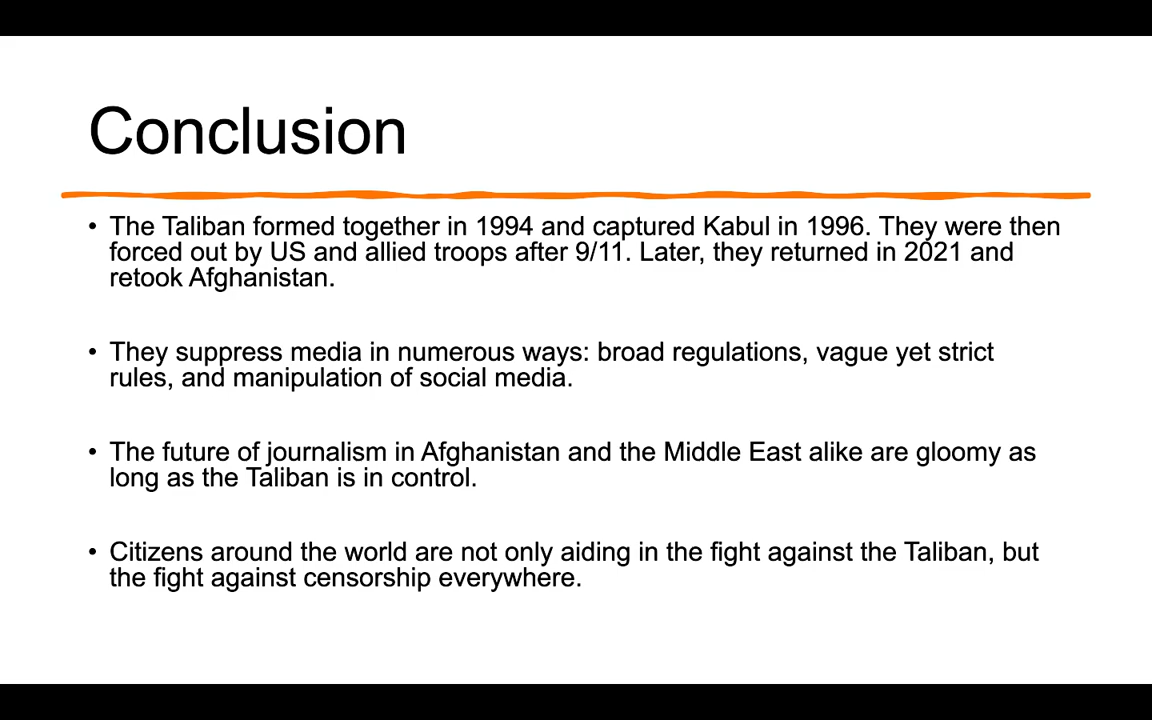 Conclusion
• The Taliban formed together in 1994 and captured Kabul in 1996. They were then
forced out by US and allied troops after 9/11. Later, they returned in 2021 and
retook Afghanistan.
• They suppress media in numerous ways: broad regulations, vague yet strict
rules, and manipulation of social media.
• The future of journalism in Afghanistan and the Middle East alike are gloomy as
long as the Taliban is in control.
• Citizens around the world are not only aiding in the fight against the Taliban, but
the fight against censorship everywhere.